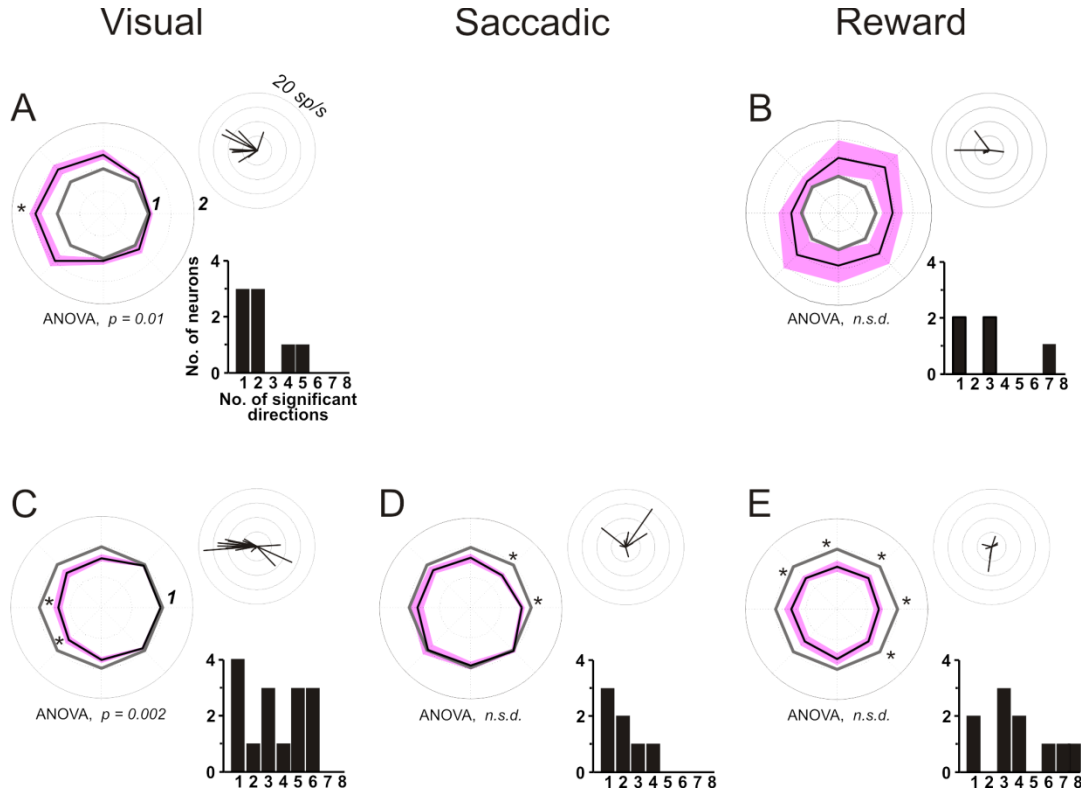 Visual
Saccadic
Reward
A
20 sp/s
*
1
2
ANOVA, p = 0.01
No. of neurons
4
2
0
1 2 3 4 5 6 7 8
No. of significant
directions
B
ANOVA, n.s.d.
4
2
0
1 2 3 4 5 6 7 8
C
*
*
1
ANOVA, p = 0.002
4
2
0
1 2 3 4 5 6 7 8
D
*
*
ANOVA, n.s.d.
4
2
0
1 2 3 4 5 6 7 8
E
*
*
*
*
*
ANOVA, n.s.d.
4
2
0
1 2 3 4 5 6 7 8